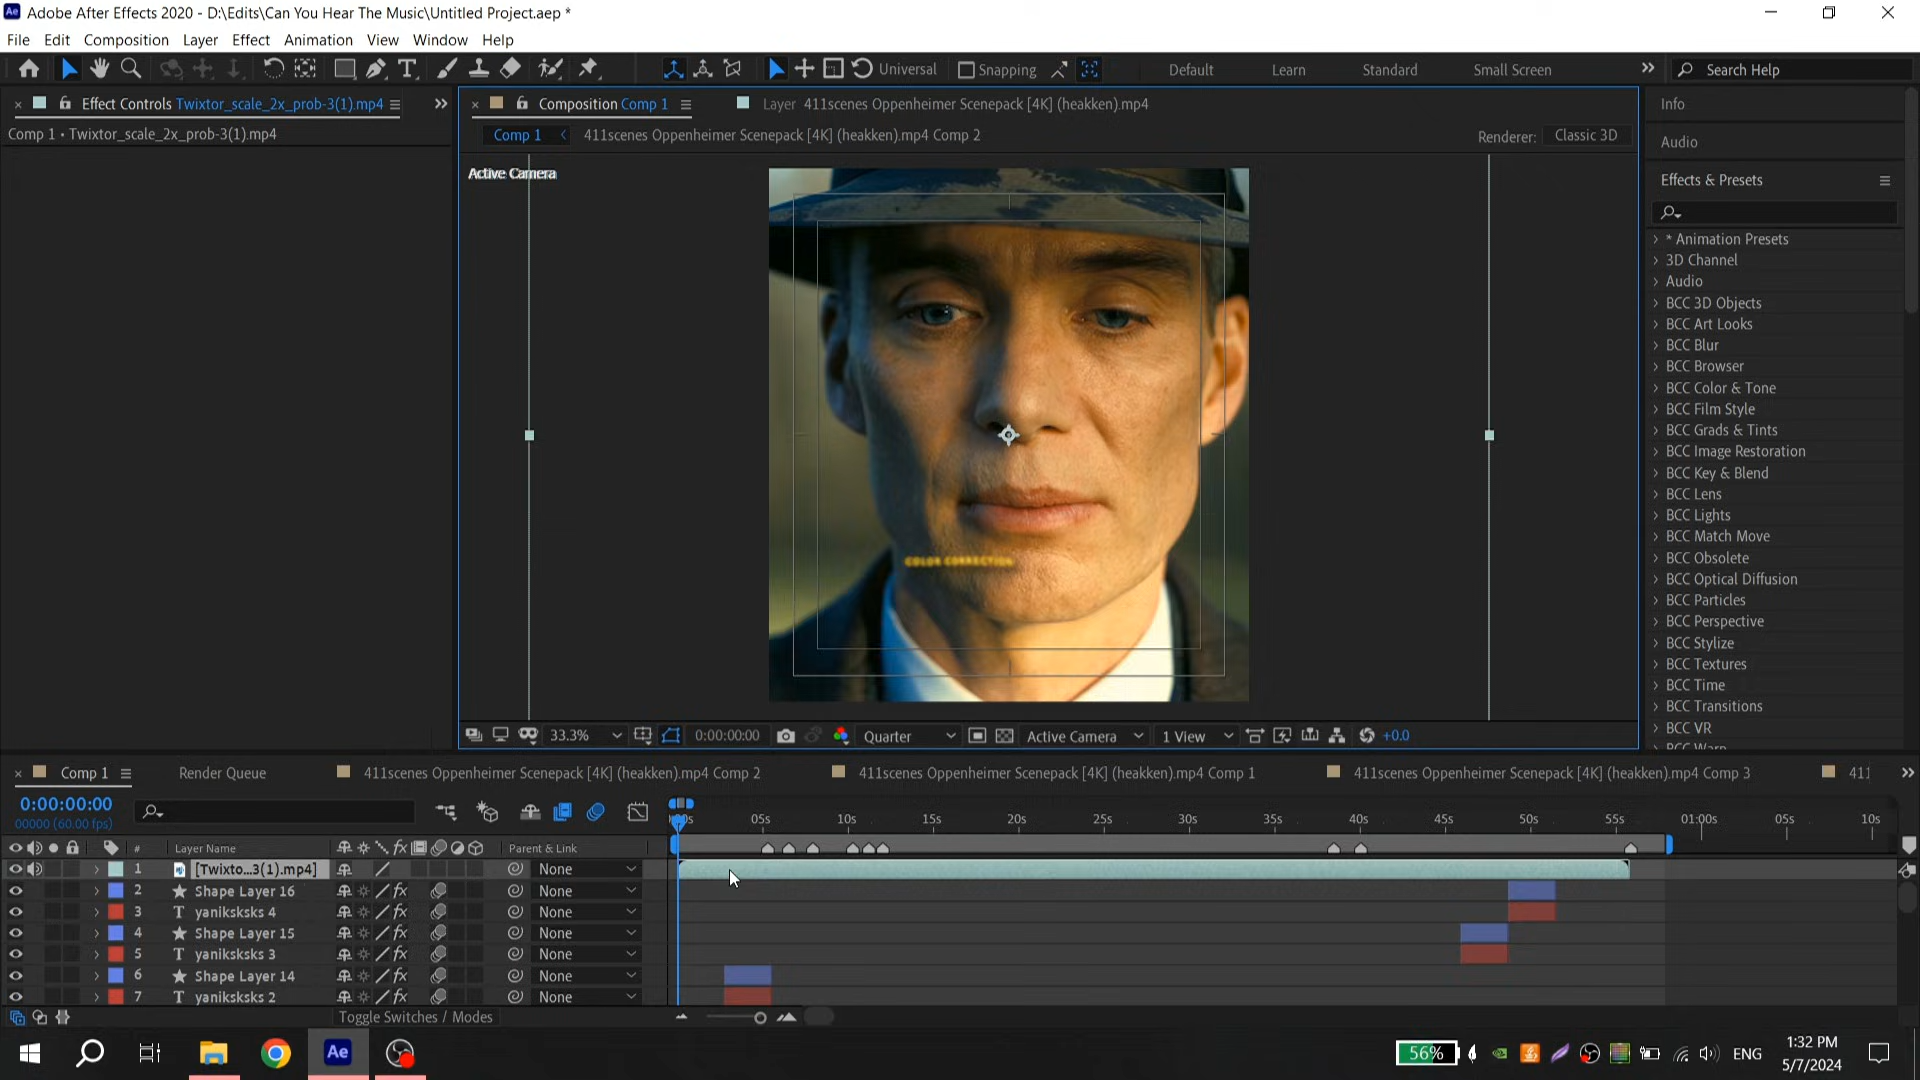 Adobe After Effects 2020 - D:\Edits\Can You Hear The Music\Untitled Project.aep *
File Edit Composition Layer Effect Animation View Window Help
Universal Snapping Default Learn Standard Small Screen Search Help
Effect Controls Twixtor_scale_2x_prob-3(1).mp4
Composition Comp 1 Layer 411scenes Oppenheimer Scenepack [4K] (heakken).mp4
Info
Comp 1 • Twixtor_scale_2x_prob-3(1).mp4
Comp 1 411scenes Oppenheimer Scenepack [4K] (heakken).mp4 Comp 2
Renderer: Classic 3D
Audio
Active Camera
Effects & Presets
* Animation Presets
3D Channel
Audio
BCC 3D Objects
BCC Art Looks
BCC Blur
BCC Browser
BCC Color & Tone
BCC Film Style
BCC Grads & Tints
BCC Image Restoration
BCC Key & Blend
BCC Lens
BCC Lights
BCC Match Move
BCC Obsolete
BCC Optical Diffusion
BCC Particles
BCC Perspective
BCC Stylize
BCC Textures
BCC Time
BCC Transitions
BCC VR
BCC Warp
COLOR CORRECTION
33.3% 0:00:00:00 Quarter Active Camera 1 View +0.0
Comp 1 Render Queue 411scenes Oppenheimer Scenepack [4K] (heakken).mp4 Comp 2 411scenes Oppenheimer Scenepack [4K] (heakken).mp4 Comp 1 411scenes Oppenheimer Scenepack [4K] (heakken).mp4 Comp 3 411
0:00:00:00
00000 (60.00 fps)
05s 10s 15s 20s 25s 30s 35s 40s 45s 50s 55s 01:00s 05s 10s
# Layer Name Parent & Link
1 [Twixto...3(1).mp4] None
2 Shape Layer 16 None
3 T yaniksksks 4 None
4 Shape Layer 15 None
5 T yaniksksks 3 None
6 Shape Layer 14 None
7 T yaniksksks 2 None
Toggle Switches / Modes
Ae 56% ENG 1:32 PM
5/7/2024